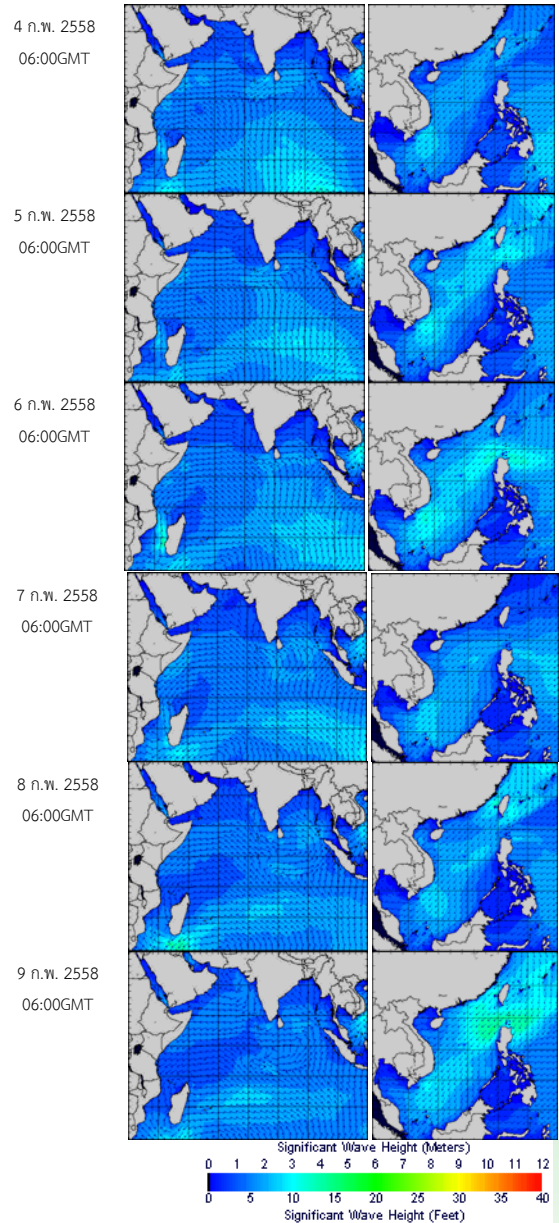 4 ก.พ. 2558
06:00GMT
5 ก.พ. 2558
06:00GMT
6 ก.พ. 2558
06:00GMT
7 ก.พ. 2558
06:00GMT
8 ก.พ. 2558
06:00GMT
9 ก.พ. 2558
06:00GMT
Significant Wave Height (Meters)
0 1 2 3 4 5 6 7 8 9 10 11 12
0 5 10 15 20 25 30 35 40
Significant Wave Height (Feet)